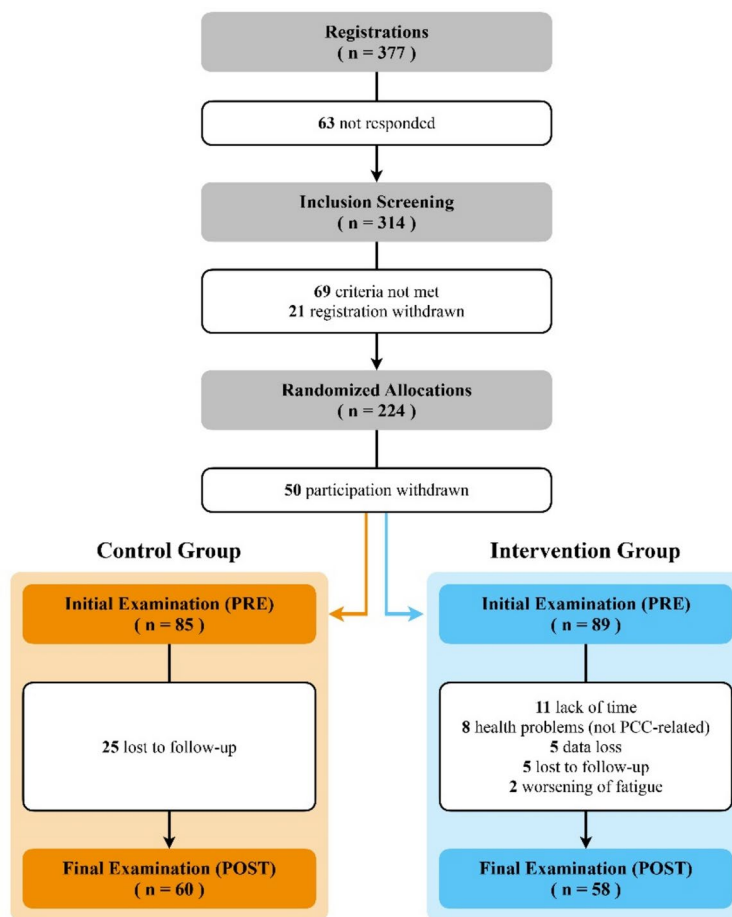 Registrations
( n = 377 )
63 not responded
Inclusion Screening
( n = 314 )
69 criteria not met
21 registration withdrawn
Randomized Allocations
( n = 224 )
50 participation withdrawn
Control Group
Initial Examination (PRE)
( n = 85 )
25 lost to follow-up
Final Examination (POST)
( n = 60 )
Intervention Group
Initial Examination (PRE)
( n = 89 )
11 lack of time
8 health problems (not PCC-related)
5 data loss
5 lost to follow-up
2 worsening of fatigue
Final Examination (POST)
( n = 58 )